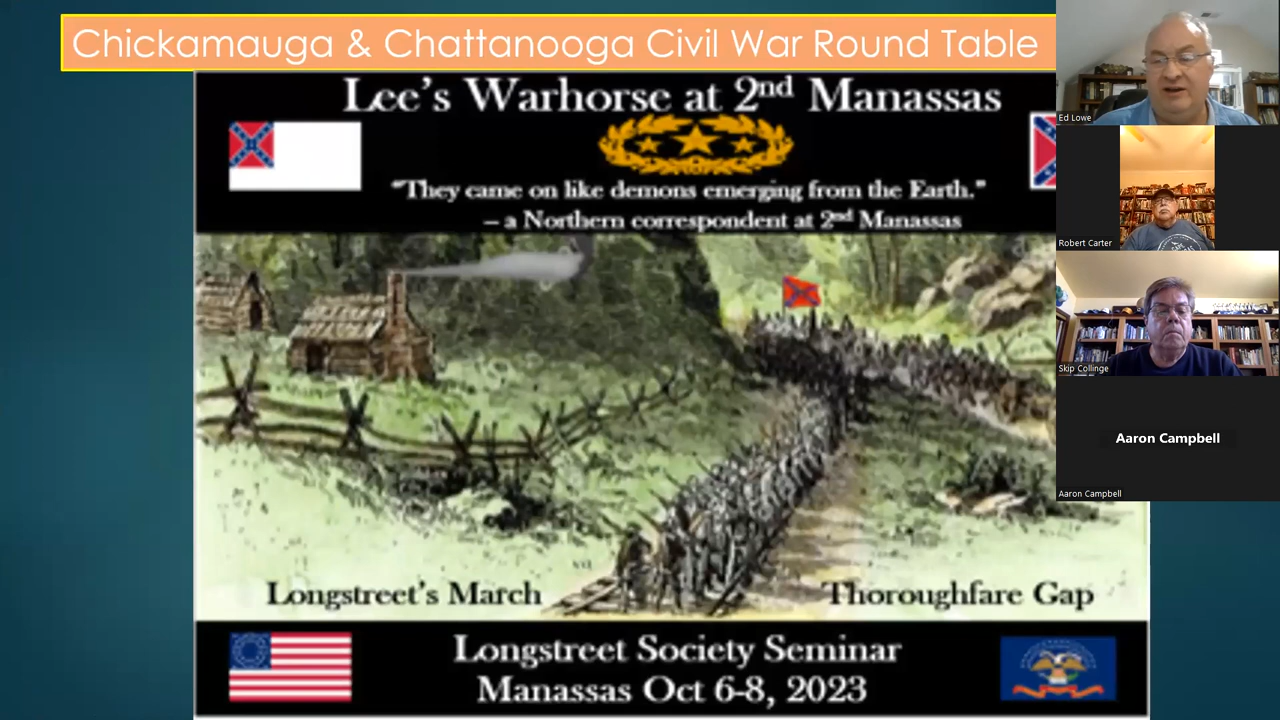 Chickamauga & Chattanooga Civil War Round Table
Lee's Warhorse at 2nd Manassas
"They came on like demons emerging from the Earth."
– a Northern correspondent at 2nd Manassas
Longstreet's March
Thoroughfare Gap
Longstreet Society Seminar
Manassas Oct 6-8, 2023
Ed Lowe
Robert Carter
Skip Collinge
Aaron Campbell
Aaron Campbell